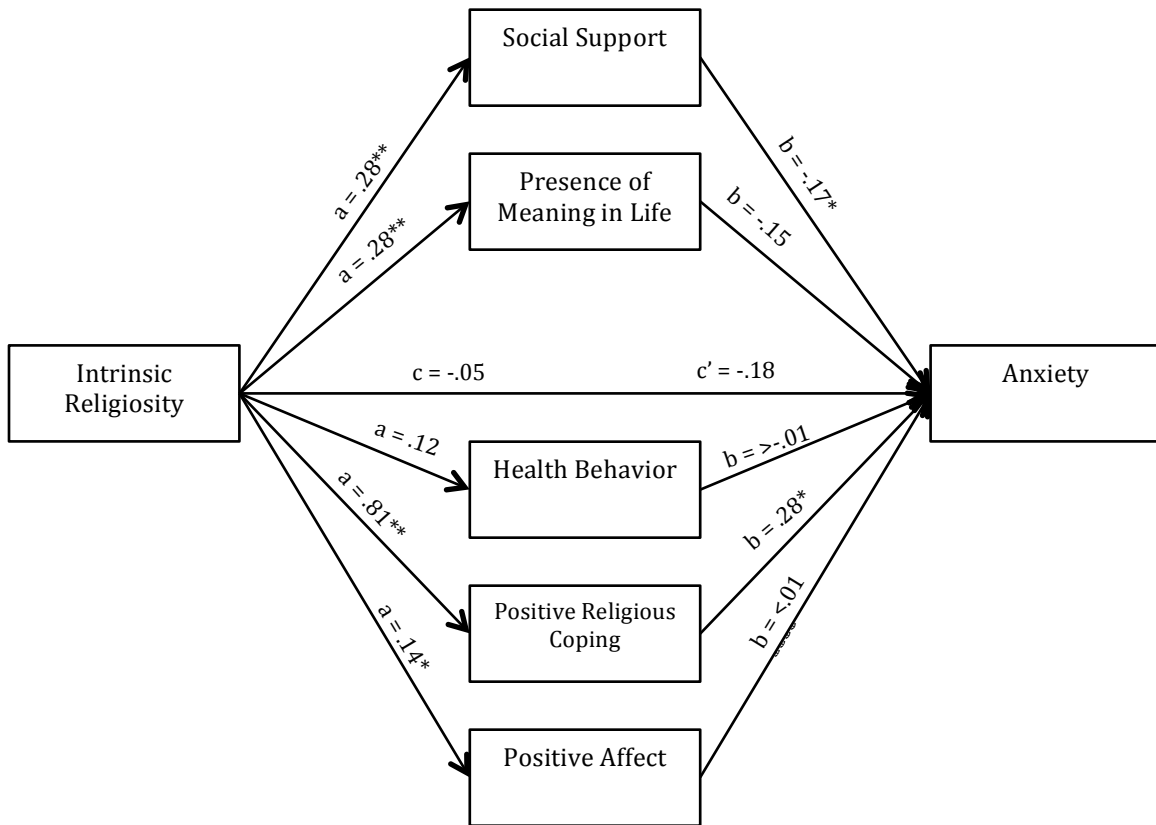 Social Support
a = .28**
b = -.17*
Presence of
Meaning in Life
a = .28**
b = -.15
Intrinsic
Religiosity
c = -.05
c’ = -.18
Anxiety
a = .12
Health Behavior
b = >-.01
a = .81**
Positive Religious
Coping
b = .28*
a = .14*
Positive Affect
b = <.01